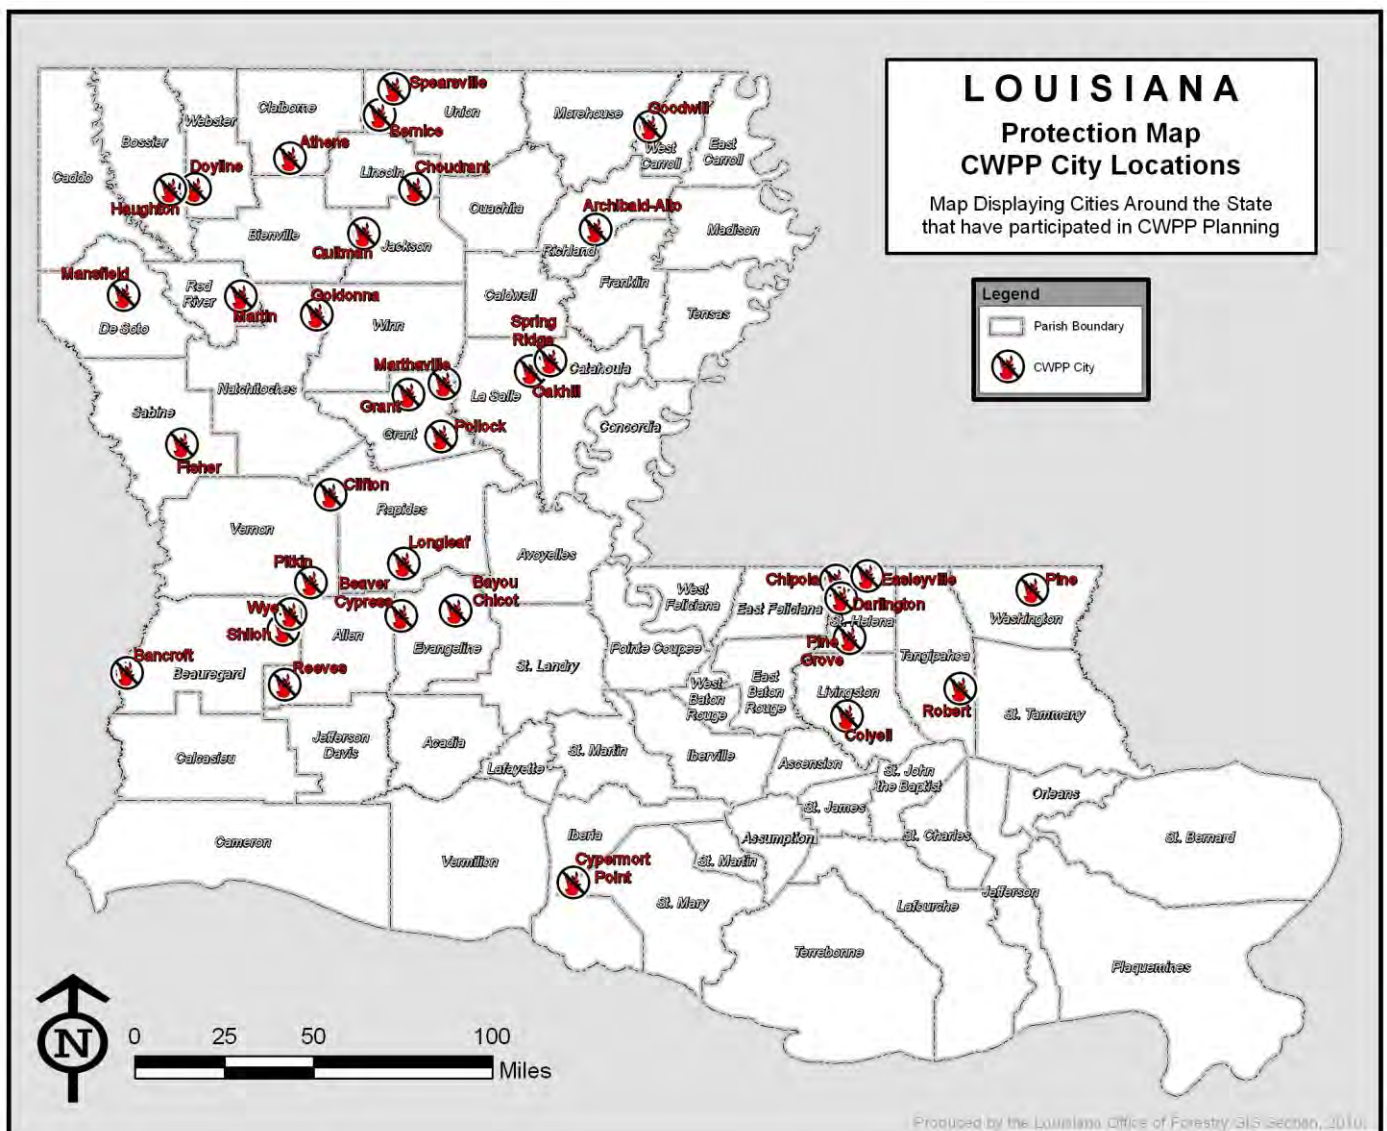 LOUISIANA
Protection Map
CWPP City Locations
Map Displaying Cities Around the State
that have participated in CWPP Planning
Legend
Parish Boundary
CWPP City
Spearsville
Claiborne
Union
Morehouse
Goodwill
Webster
Bernice
Bossier
Athens
West
Carroll
East
Carroll
Caddo
Doyline
Lincoln
Choudrant
Haughton
Ouachita
Archibald-Alto
Madison
Bienville
Quitman
Jackson
Richland
Mansfield
Red
River
Martin
Goldonna
Caldwell
Franklin
Tensas
De Soto
Winn
Spring
Ridge
Marthaville
Catahoula
Natchitoches
La Salle
Oakhill
Grant
Sabine
Grant
Pollock
Concordia
Fisher
Clifton
Rapides
Vernon
Longleaf
Avoyelles
Pitkin
Beaver
Cypress
Bayou
Chicot
West
Feliciana
East Feliciana
Chipola
Easleyville
Darlington
St. Helena
Pine
Washington
Wye
Shiloh
Allen
Evangeline
Pointe Coupee
Pine
Grove
Tangipahoa
Bancroft
Beauregard
Reeves
St. Landry
West
Baton
Rouge
East
Baton
Rouge
Livingston
Colyell
Robert
St. Tammany
Calcasieu
Jefferson
Davis
Acadia
Lafayette
St. Martin
Iberville
Ascension
St. John
the Baptist
Orleans
St. James
St. Charles
St. Bernard
Cameron
Vermilion
Iberia
Assumption
Cypermort
Point
St. Martin
St. Mary
Lafourche
Jefferson
Terrebonne
Plaquemines
N
0 25 50 100
Miles
Produced by the Louisiana Office of Forestry GIS Section, 2010.